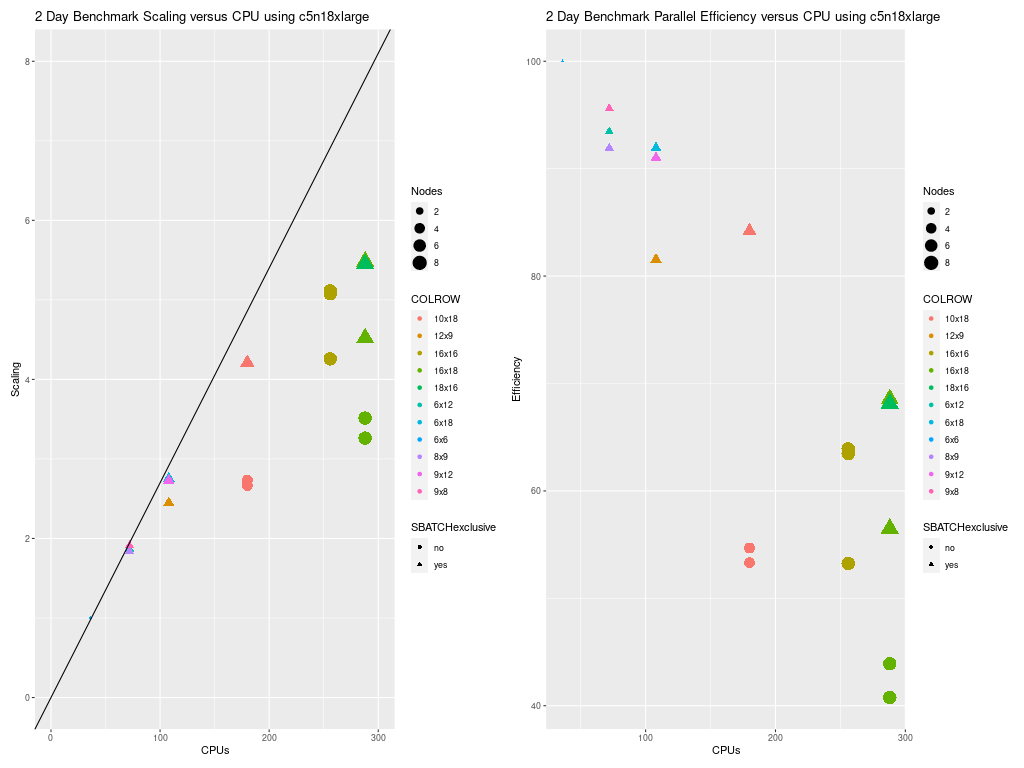 2 Day Benchmark Scaling versus CPU using c5n18xlarge
Scaling
8
6
4
2
0
0 100 200 300
CPUs
Nodes
2
4
6
8
COLROW
10x18
12x9
16x16
16x18
18x16
6x12
6x18
6x6
8x9
9x12
9x8
SBATCHexclusive
no
yes
2 Day Benchmark Parallel Efficiency versus CPU using c5n18xlarge
Efficiency
100
80
60
40
100 200 300
CPUs
Nodes
2
4
6
8
COLROW
10x18
12x9
16x16
16x18
18x16
6x12
6x18
6x6
8x9
9x12
9x8
SBATCHexclusive
no
yes